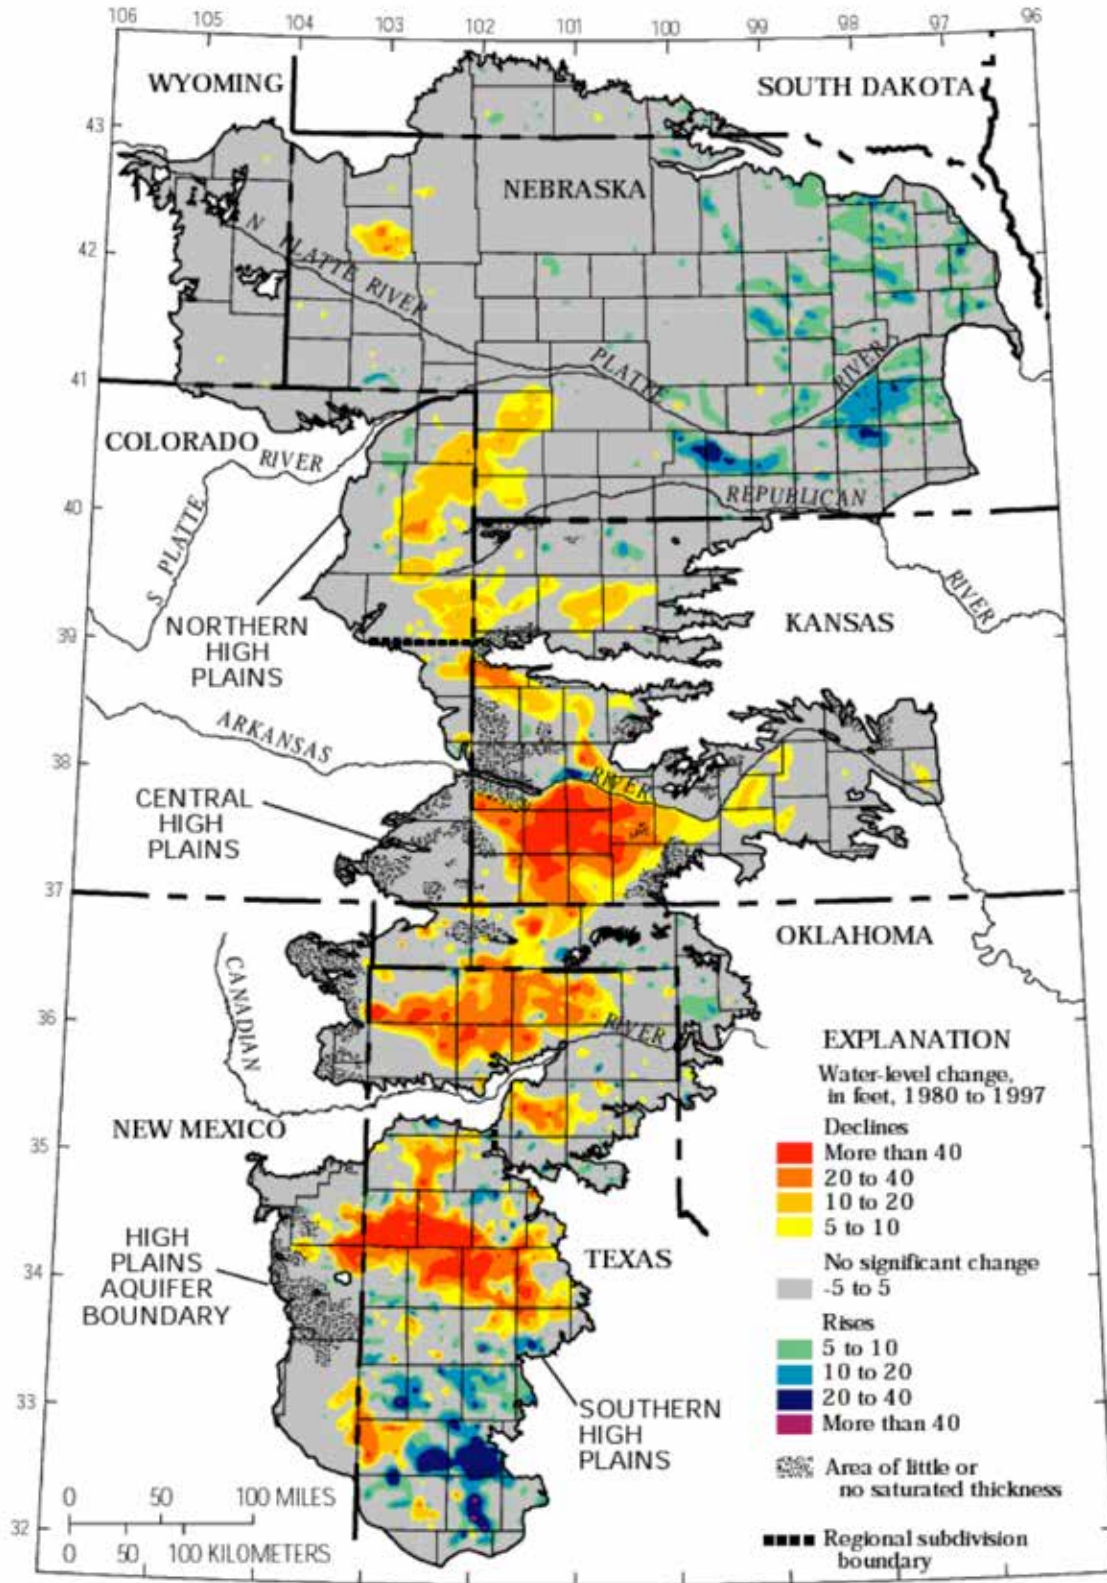 106 105 104 103 102 101 100 99 98 97 96
WYOMING
SOUTH DAKOTA
43
NEBRASKA
42
N PLATTE RIVER
PLATTE RIVER
41
COLORADO
RIVER
S PLATTE
REPUBLICAN
RIVER
40
NORTHERN
HIGH
PLAINS
KANSAS
39
ARKANSAS
RIVER
38
CENTRAL
HIGH
PLAINS
37
OKLAHOMA
CANADIAN
RIVER
36
EXPLANATION
Water-level change,
in feet, 1980 to 1997
Declines
More than 40
20 to 40
10 to 20
5 to 10
No significant change
-5 to 5
Rises
5 to 10
10 to 20
20 to 40
More than 40
Area of little or
no saturated thickness
Regional subdivision
boundary
NEW MEXICO
35
HIGH
PLAINS
AQUIFER
BOUNDARY
TEXAS
34
33
SOUTHERN
HIGH
PLAINS
0 50 100 MILES
32
0 50 100 KILOMETERS